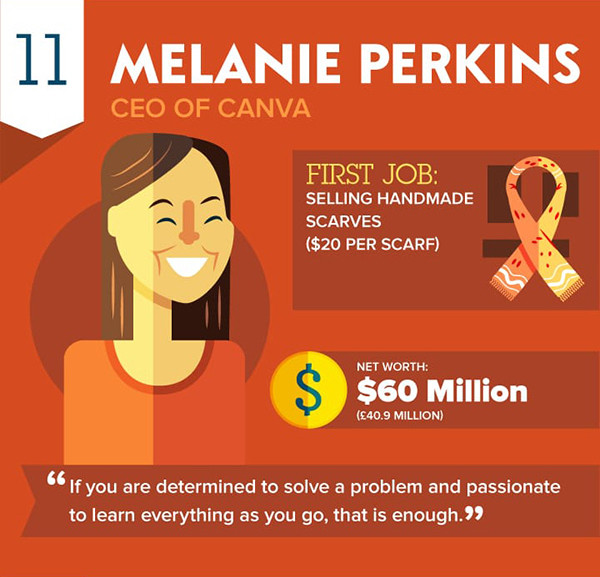 11
MELANIE PERKINS
CEO OF CANVA
FIRST JOB:
SELLING HANDMADE
SCARVES
($20 PER SCARF)
$
NET WORTH:
$60 Million
(£40.9 MILLION)
“If you are determined to solve a problem and passionate
to learn everything as you go, that is enough.”